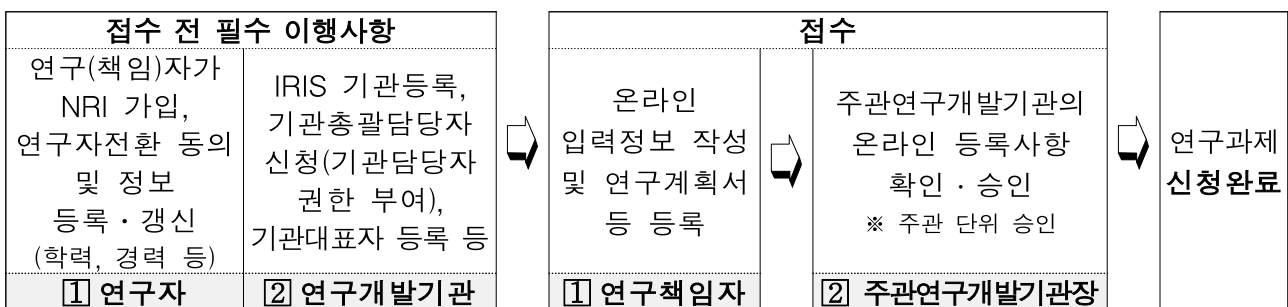 접수 전 필수 이행사항
연구(책임)자가
NRI 가입,
연구자전환 동의
및 정보
등록·갱신
(학력, 경력 등)
1 연구자
IRIS 기관등록,
기관총괄담당자
신청(기관담당자
권한 부여),
기관대표자 등록 등
2 연구개발기관
접수
온라인
입력정보 작성
및 연구계획서
등 등록
1 연구책임자
주관연구개발기관의
온라인 등록사항
확인·승인
※ 주관 단위 승인
2 주관연구개발기관장
연구과제
신청완료